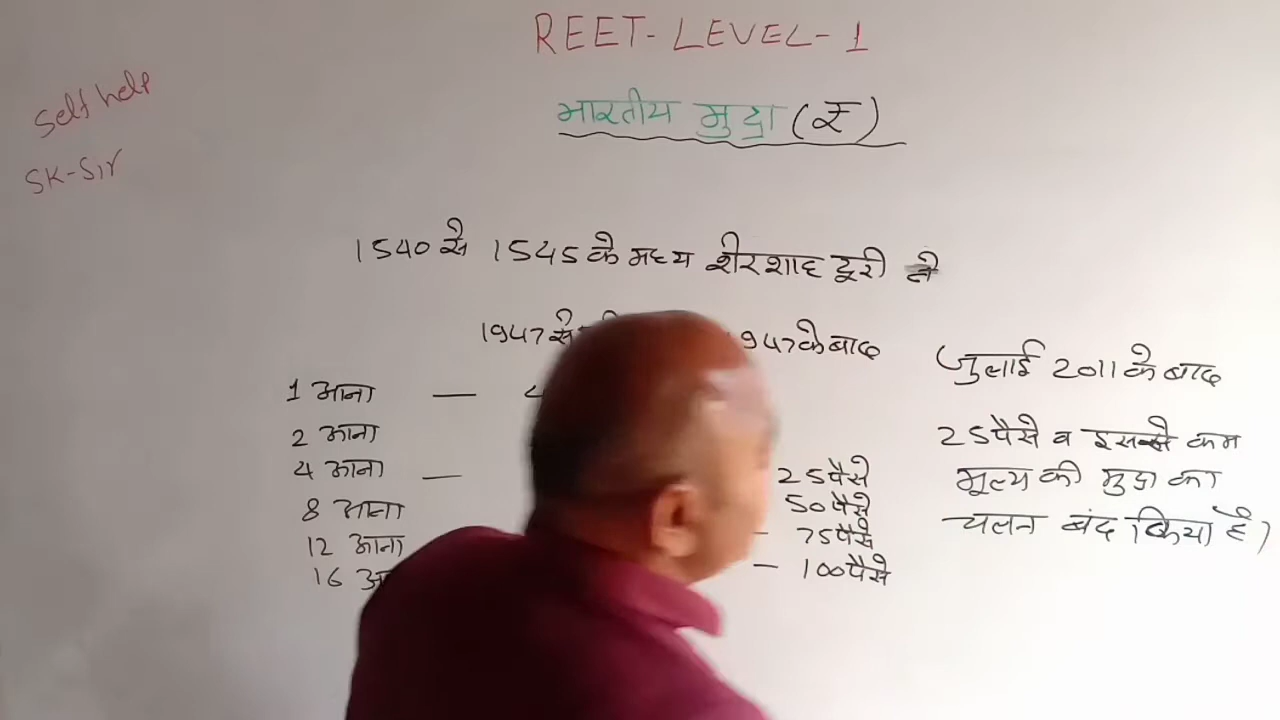 REET- LEVEL- 1
भारतीय मुद्रा (₹)
Self help
SK-Sir
1540 से 1545 के मध्य शेरशाह सूरी ने
1947 से
1947 के बाद
1 आना — 4
2 आना
4 आना — 25 पैसे
8 आना 50 पैसे
12 आना - 75 पैसे
16 - 100 पैसे
जुलाई 2011 के बाद
25 पैसे व इससे कम
मूल्य की मुद्रा का
चलन बंद किया है।